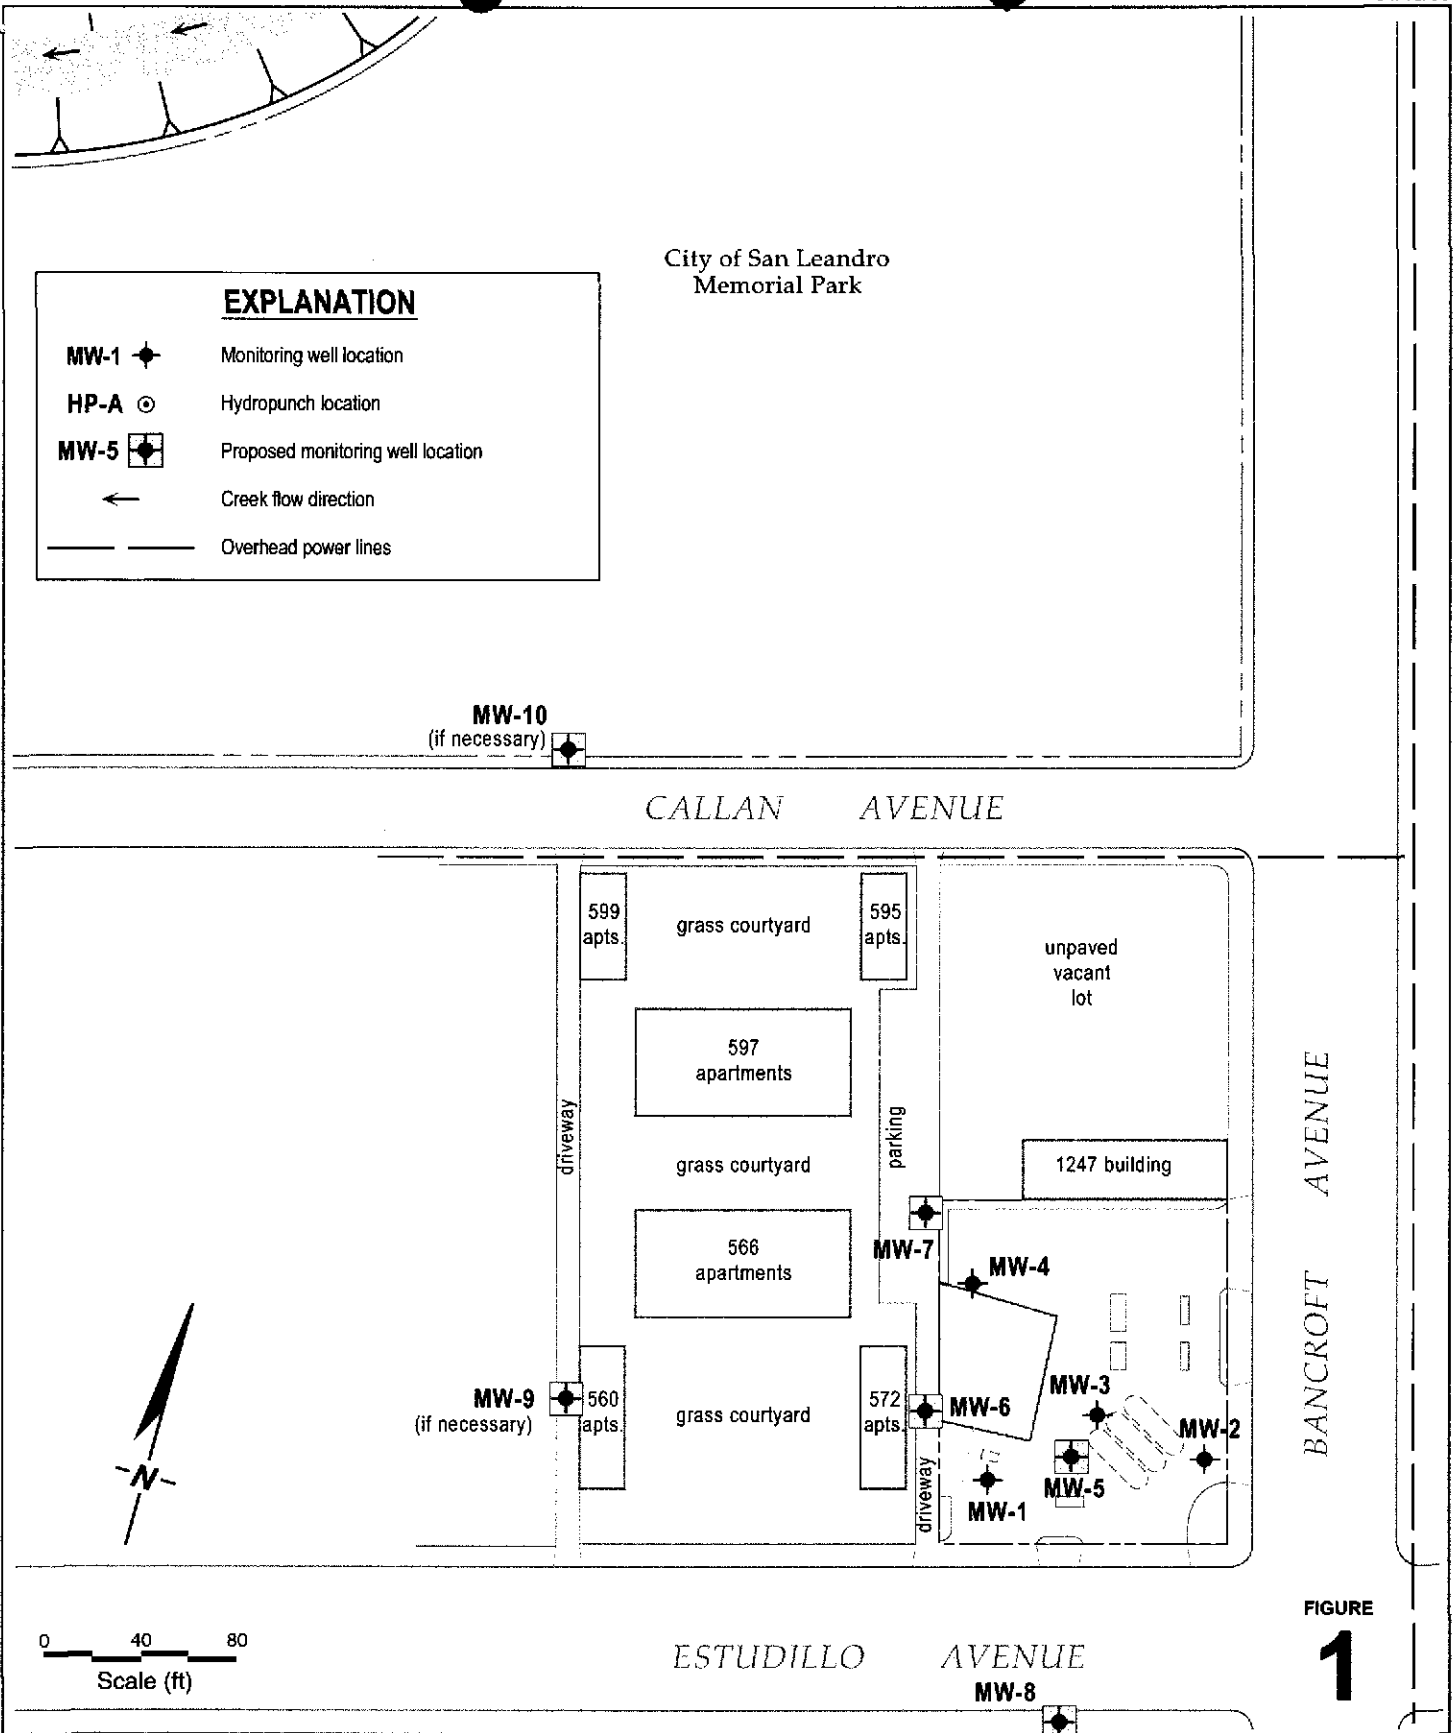 City of San Leandro
Memorial Park
EXPLANATION
MW-1 Monitoring well location
HP-A Hydropunch location
MW-5 Proposed monitoring well location
Creek flow direction
Overhead power lines
MW-10
(if necessary)
CALLAN AVENUE
599
apts.
grass courtyard
595
apts.
unpaved
vacant
lot
597
apartments
driveway
parking
grass courtyard
1247 building
BANCROFT AVENUE
MW-7
566
apartments
MW-4
MW-9
(if necessary)
560
apts.
grass courtyard
572
apts.
MW-6
MW-3
MW-2
MW-5
MW-1
driveway
N
0 40 80
Scale (ft)
ESTUDILLO AVENUE
MW-8
FIGURE
1